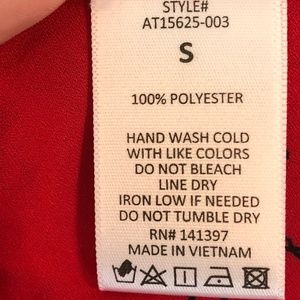 STYLE#
AT15625-003
S
100% POLYESTER
HAND WASH COLD
WITH LIKE COLORS
DO NOT BLEACH
LINE DRY
IRON LOW IF NEEDED
DO NOT TUMBLE DRY
RN# 141397
MADE IN VIETNAM